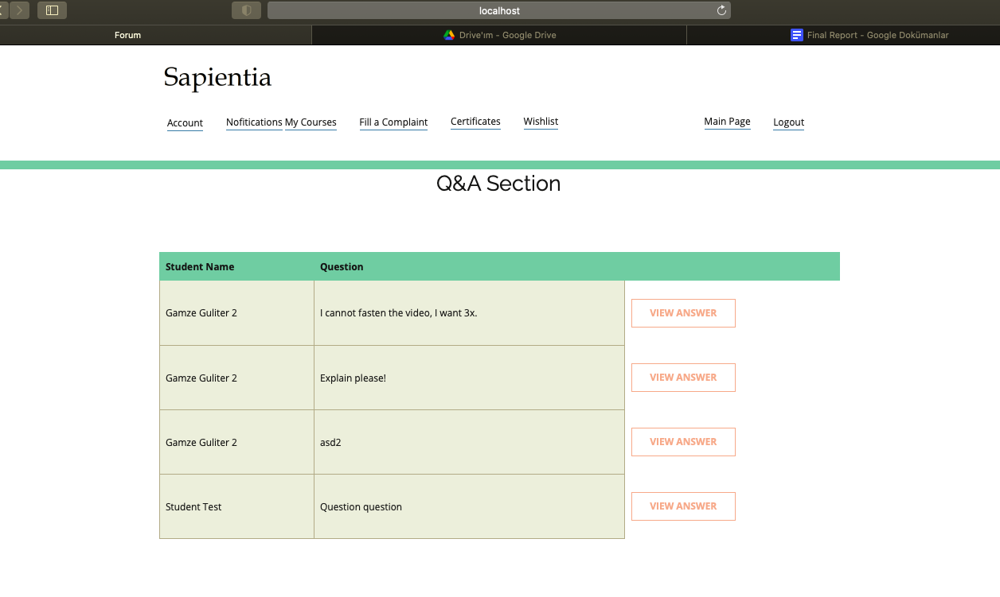 localhost
Forum
Drive'ım - Google Drive
Final Report - Google Dokümanlar
Sapientia
Account Nofitications My Courses Fill a Complaint Certificates Wishlist Main Page Logout
Q&A Section
Student Name Question
Gamze Guliter 2 I cannot fasten the video, I want 3x. VIEW ANSWER
Gamze Guliter 2 Explain please! VIEW ANSWER
Gamze Guliter 2 asd2 VIEW ANSWER
Student Test Question question VIEW ANSWER